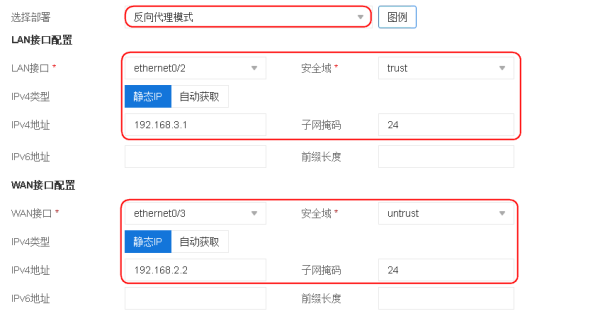 选择部署 反向代理模式 图例
LAN接口配置
LAN接口 * ethernet0/2 安全域 * trust
IPv4类型 静态IP 自动获取
IPv4地址 192.168.3.1 子网掩码 24
IPv6地址 前缀长度
WAN接口配置
WAN接口 * ethernet0/3 安全域 * untrust
IPv4类型 静态IP 自动获取
IPv4地址 192.168.2.2 子网掩码 24
IPv6地址 前缀长度